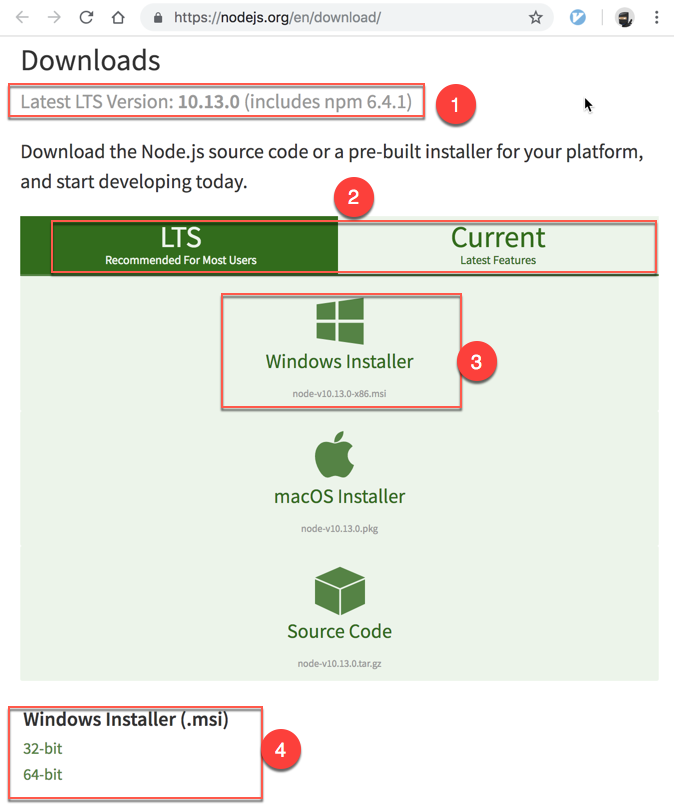 https://nodejs.org/en/download/
Downloads
Latest LTS Version: 10.13.0 (includes npm 6.4.1)
1
Download the Node.js source code or a pre-built installer for your platform,
and start developing today.
2
LTS
Recommended For Most Users
Current
Latest Features
Windows Installer
node-v10.13.0-x86.msi
3
macOS Installer
node-v10.13.0.pkg
Source Code
node-v10.13.0.tar.gz
Windows Installer (.msi)
32-bit
64-bit
4